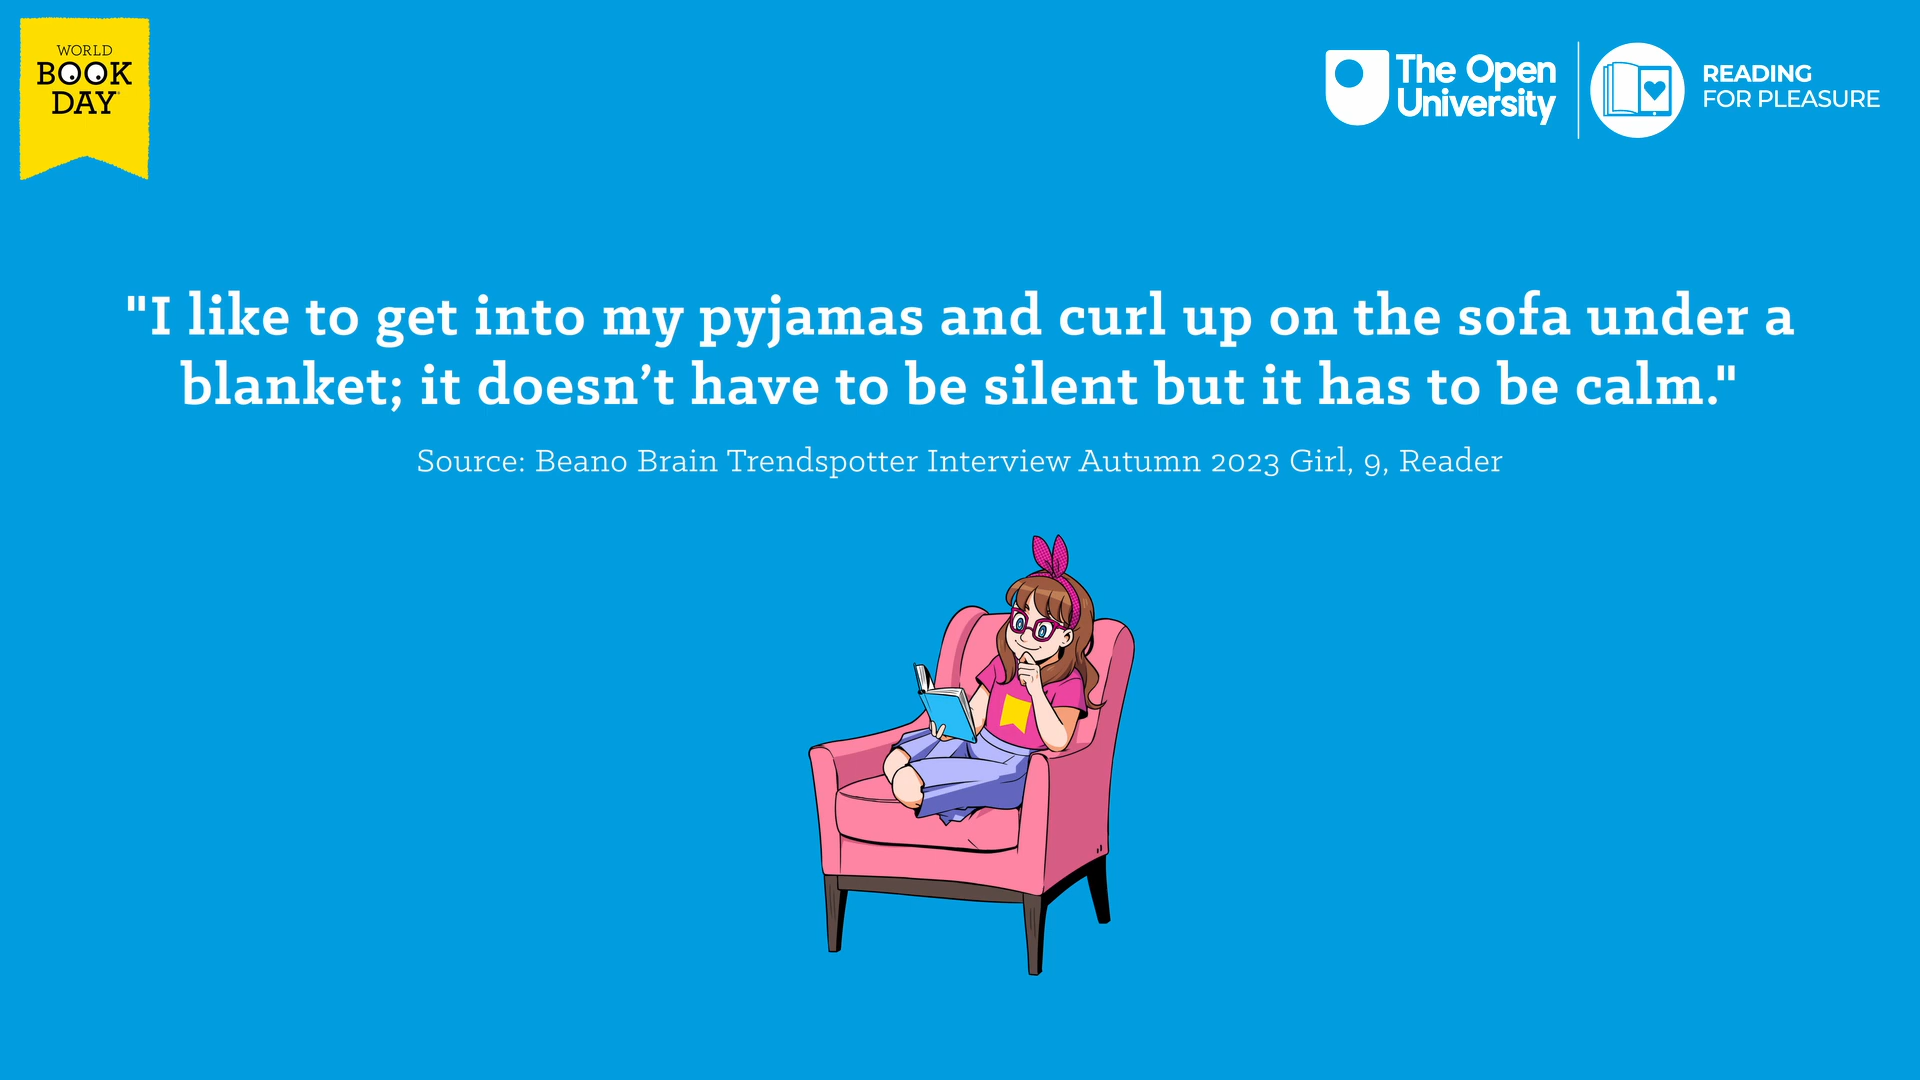 WORLD
BOOK
DAY
The Open
University
READING
FOR PLEASURE
"I like to get into my pyjamas and curl up on the sofa under a
blanket; it doesn’t have to be silent but it has to be calm."
Source: Beano Brain Trendspotter Interview Autumn 2023 Girl, 9, Reader